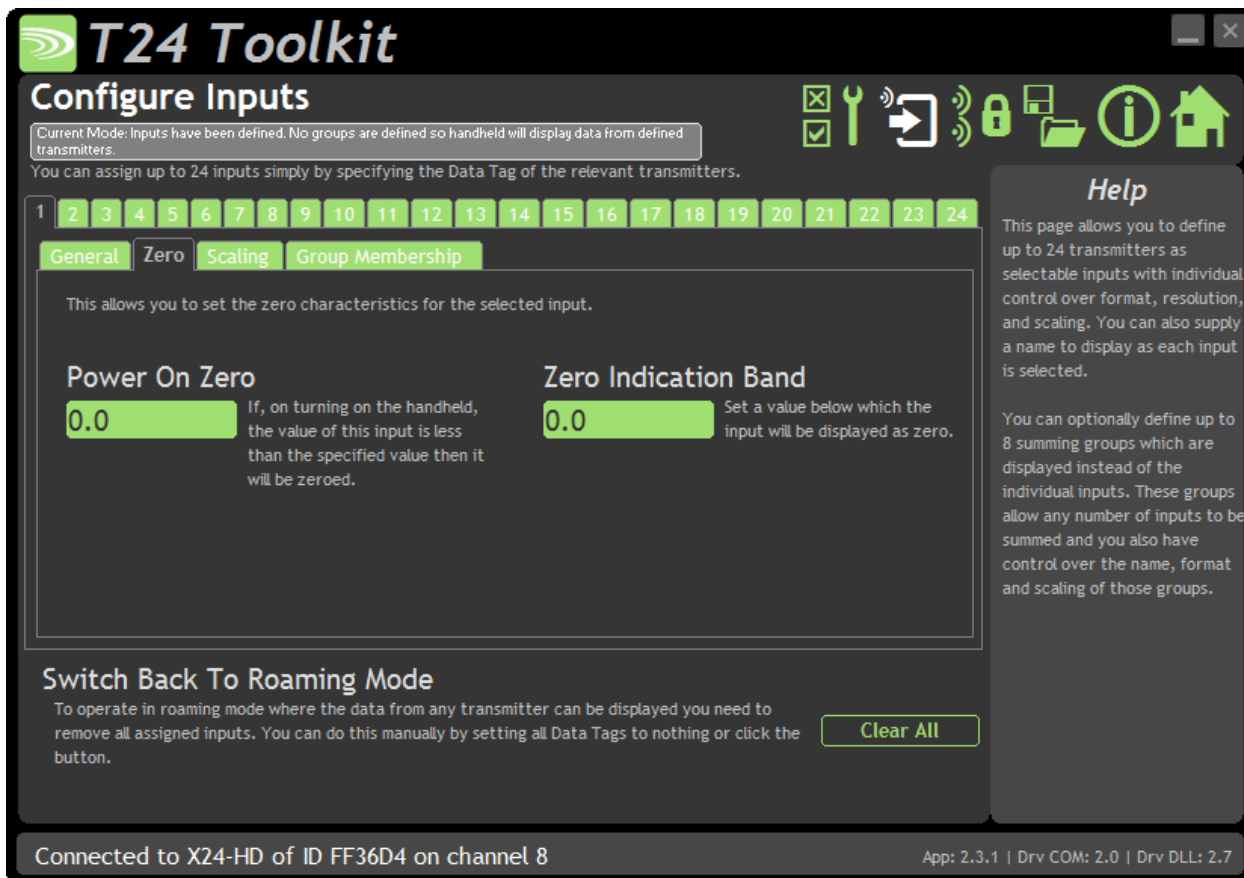 T24 Toolkit
Configure Inputs
Current Mode: Inputs have been defined. No groups are defined so handheld will display data from defined
transmitters.
You can assign up to 24 inputs simply by specifying the Data Tag of the relevant transmitters.
1 2 3 4 5 6 7 8 9 10 11 12 13 14 15 16 17 18 19 20 21 22 23 24
General Zero Scaling Group Membership
This allows you to set the zero characteristics for the selected input.
Power On Zero
0.0
If, on turning on the handheld,
the value of this input is less
than the specified value then it
will be zeroed.
Zero Indication Band
0.0
Set a value below which the
input will be displayed as zero.
Switch Back To Roaming Mode
To operate in roaming mode where the data from any transmitter can be displayed you need to
remove all assigned inputs. You can do this manually by setting all Data Tags to nothing or click the
button.
Clear All
Help
This page allows you to define
up to 24 transmitters as
selectable inputs with individual
control over format, resolution,
and scaling. You can also supply
a name to display as each input
is selected.
You can optionally define up to
8 summing groups which are
displayed instead of the
individual inputs. These groups
allow any number of inputs to be
summed and you also have
control over the name, format
and scaling of those groups.
Connected to X24-HD of ID FF36D4 on channel 8
App: 2.3.1 | Drv COM: 2.0 | Drv DLL: 2.7